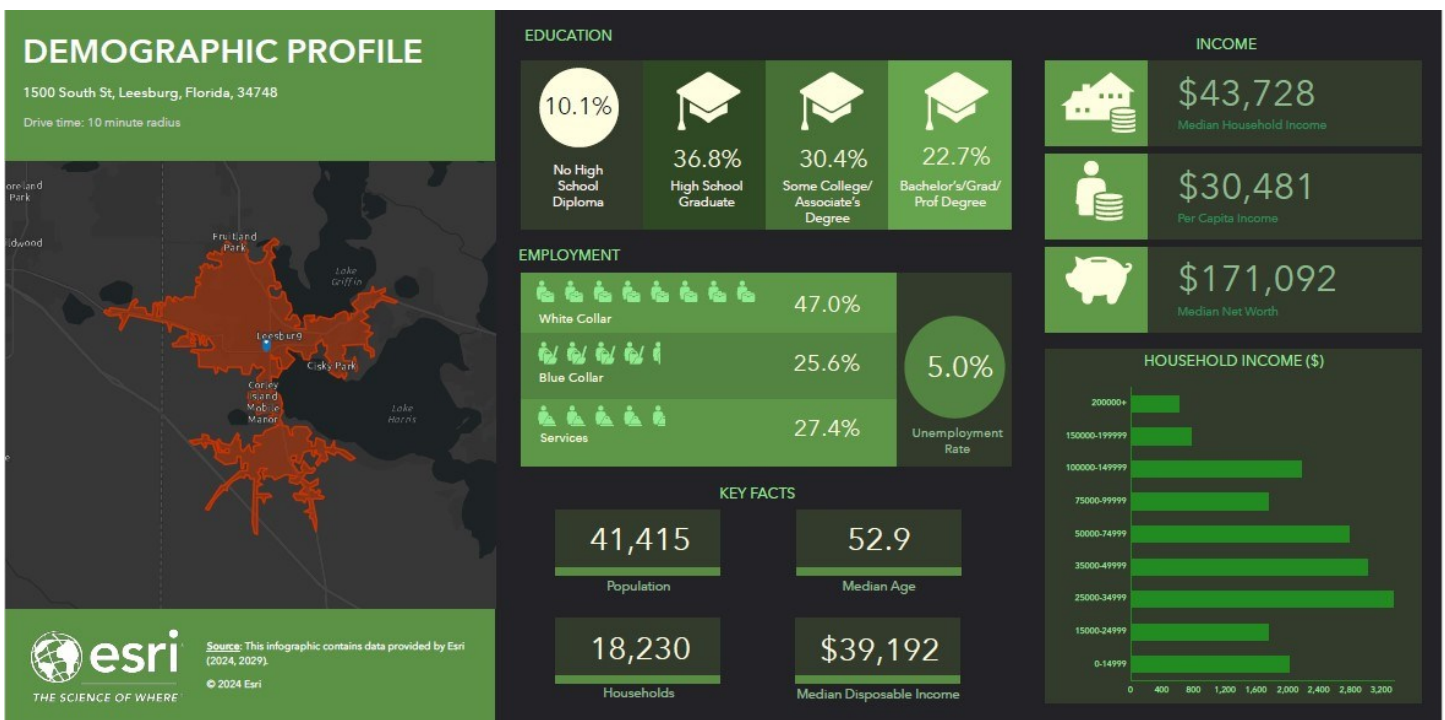 DEMOGRAPHIC PROFILE
1500 South St, Leesburg, Florida, 34748
Drive time: 10 minute radius
oreland
Park
ldwood
Fruitland
Park
Lake
Griffin
Leesburg
Cisky Park
Corley
Island
Mobile
Manor
Lake
Harris
esri
THE SCIENCE OF WHERE
Source: This infographic contains data provided by Esri
(2024, 2029).
© 2024 Esri
EDUCATION
10.1%
No High
School
Diploma
36.8%
High School
Graduate
30.4%
Some College/
Associate's
Degree
22.7%
Bachelor's/Grad/
Prof Degree
EMPLOYMENT
White Collar
47.0%
Blue Collar
25.6%
Services
27.4%
5.0%
Unemployment
Rate
KEY FACTS
41,415
Population
52.9
Median Age
18,230
Households
$39,192
Median Disposable Income
INCOME
$43,728
Median Household Income
$30,481
Per Capita Income
$171,092
Median Net Worth
HOUSEHOLD INCOME ($)
200000+
150000-199999
100000-149999
75000-99999
50000-74999
35000-49999
25000-34999
15000-24999
0-14999
0 400 800 1,200 1,600 2,000 2,400 2,800 3,200